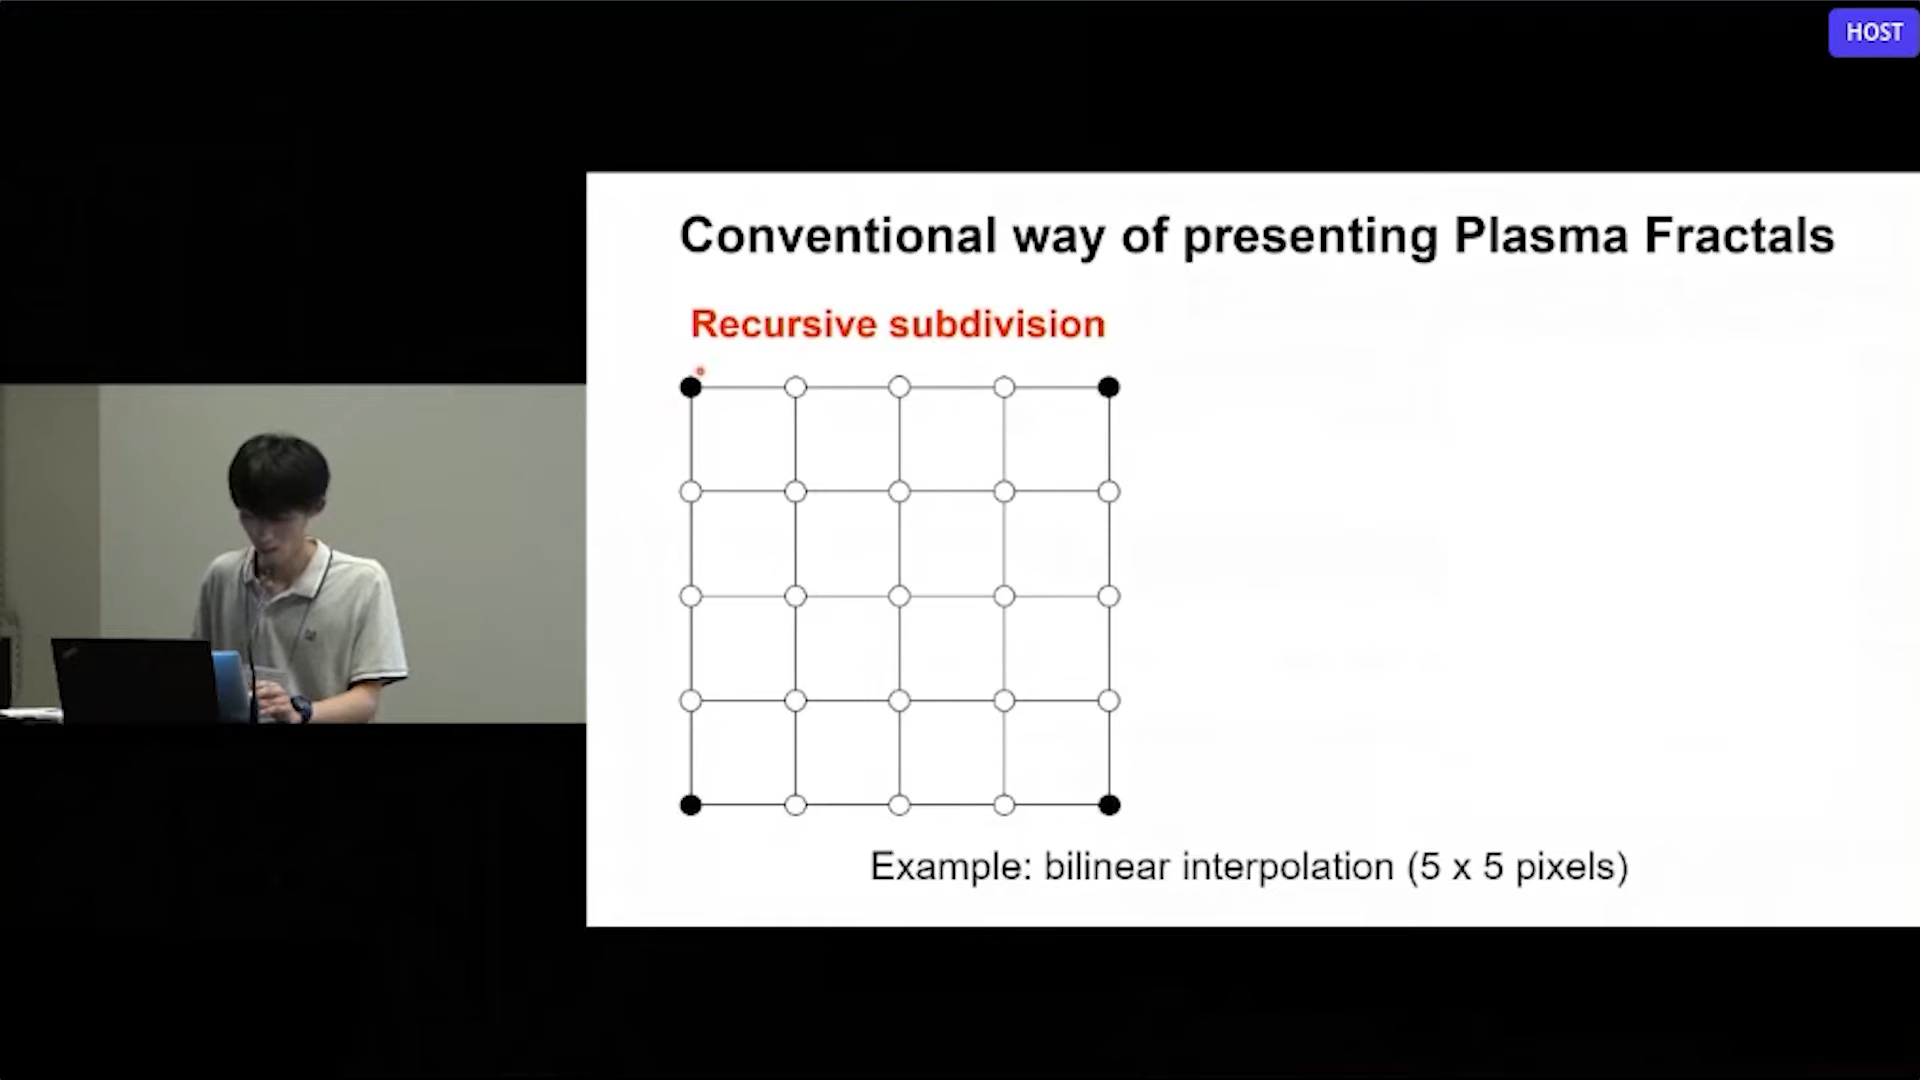 HOST
Conventional way of presenting Plasma Fractals
Recursive subdivision
Example: bilinear interpolation (5 x 5 pixels)